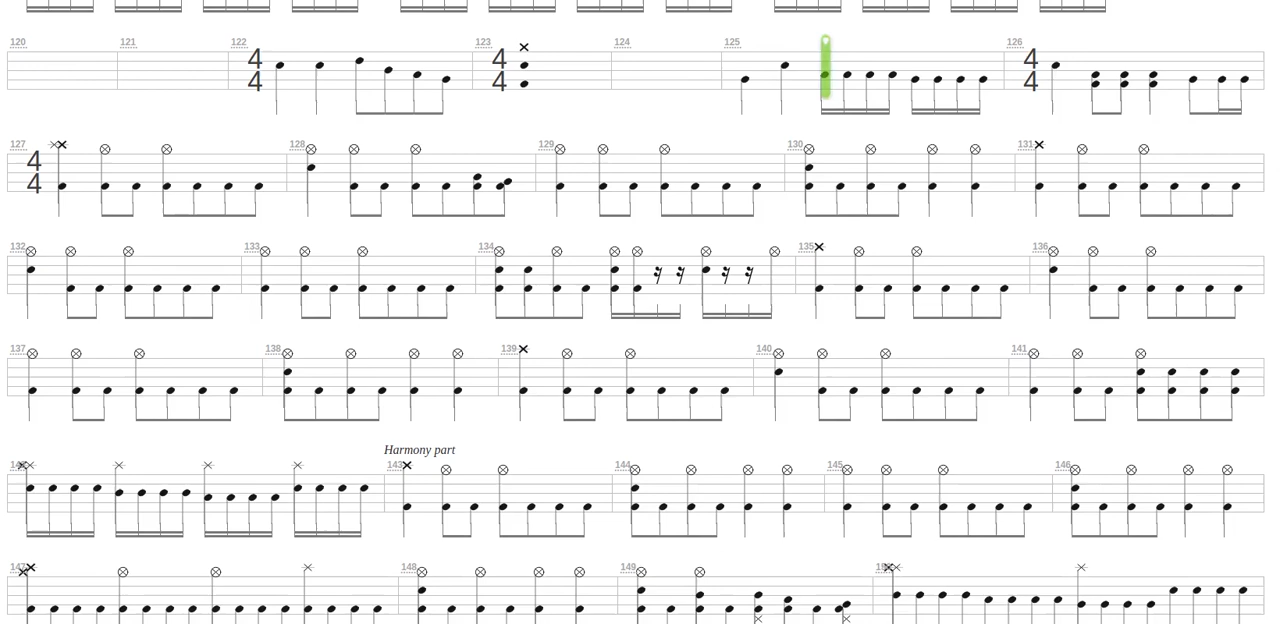 120 121 122 4 4 123 4 4 124 125 126 4 4
127 4 4 128 129 130 131
132 133 134 135 136
137 138 139 140 141
Harmony part
143 144 145 146
147 148 149